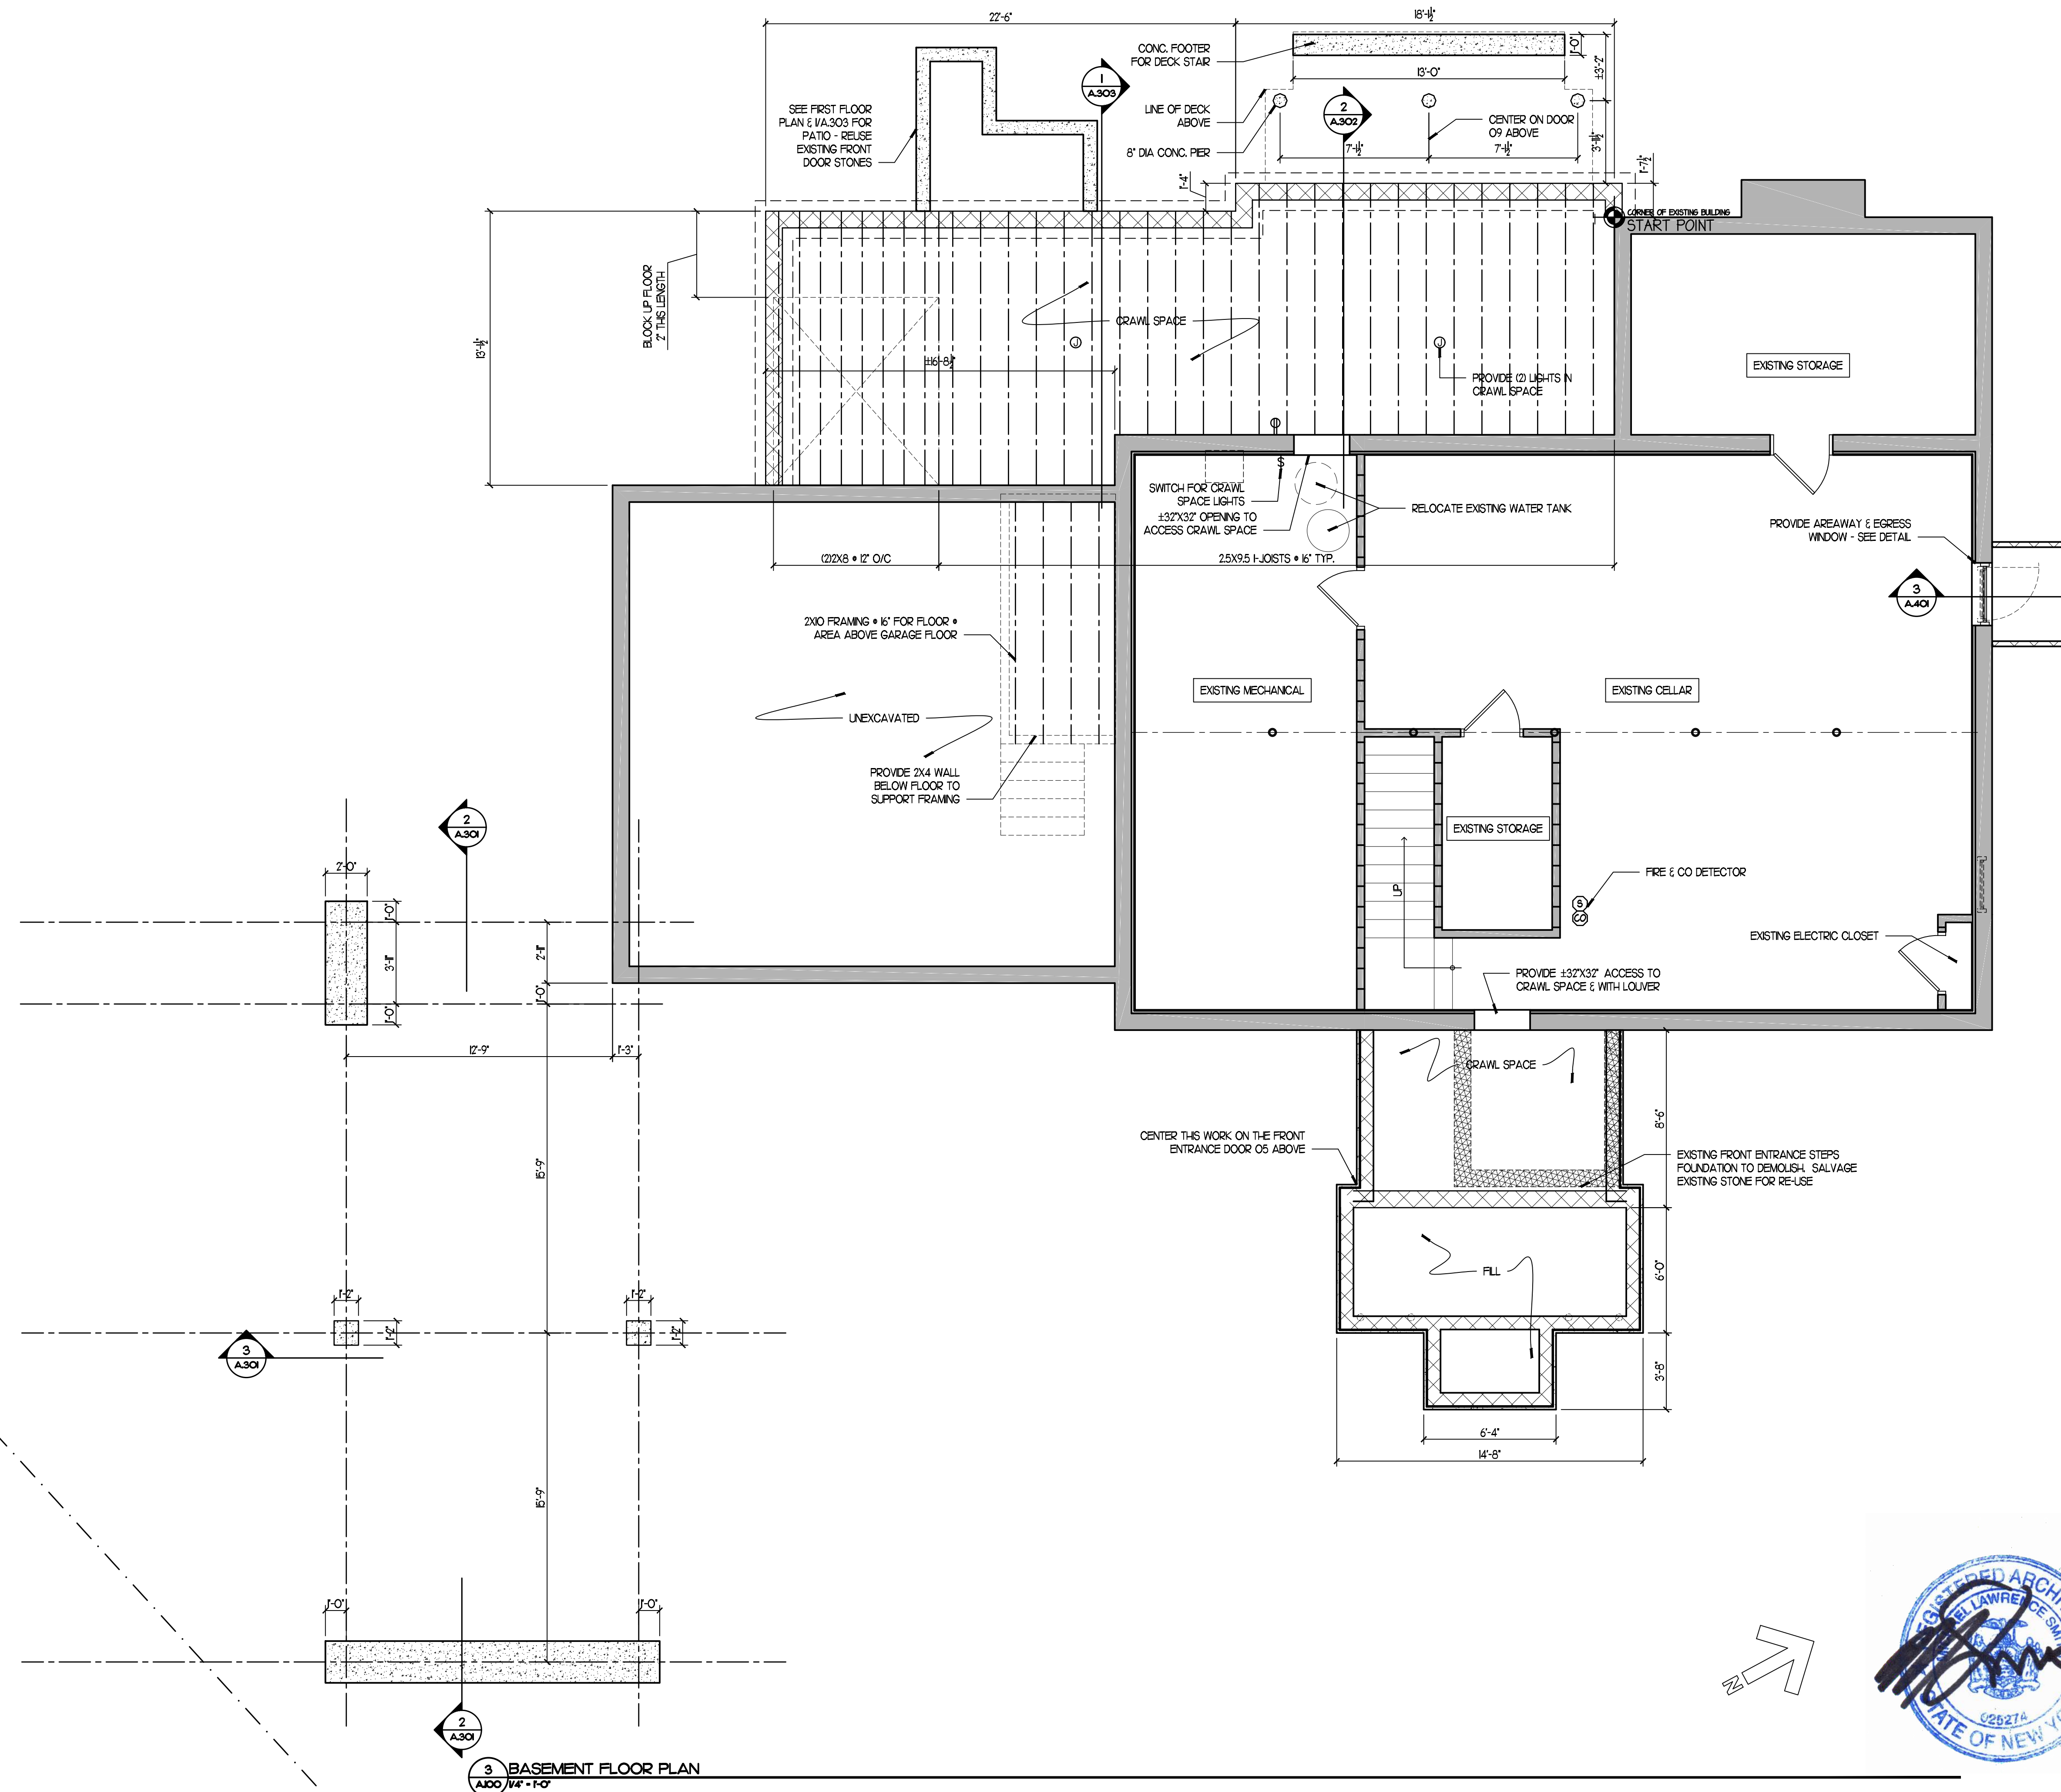 22'-6"
18'-1½"
CONC. FOOTER
FOR DECK STAIR
1'-0"
±3'-2"
13'-0"
1
A.303
SEE FIRST FLOOR
PLAN & 1/A.303 FOR
PATIO - REUSE
EXISTING FRONT
DOOR STONES
LINE OF DECK
ABOVE
2
A.302
CENTER ON DOOR
09 ABOVE
8" DIA CONC. PIER
7'-1½"
7'-1½"
3'-11½"
1'-7½"
1'-4"
CORNER OF EXISTING BUILDING
START POINT
BLOCK UP FLOOR
2" THIS LENGTH
13'-1½"
CRAWL SPACE
J
J
±16'-8½"
PROVIDE (2) LIGHTS IN
CRAWL SPACE
EXISTING STORAGE
S
SWITCH FOR CRAWL
SPACE LIGHTS
±32"X32" OPENING TO
ACCESS CRAWL SPACE
RELOCATE EXISTING WATER TANK
PROVIDE AREAWAY & EGRESS
WINDOW - SEE DETAIL
(2)2X8 @ 12" O/C
2.5X9.5 I-JOISTS @ 16" TYP.
3
A.401
2X10 FRAMING @ 16" FOR FLOOR @
AREA ABOVE GARAGE FLOOR
EXISTING MECHANICAL
EXISTING CELLAR
UNEXCAVATED
PROVIDE 2X4 WALL
BELOW FLOOR TO
SUPPORT FRAMING
2
A.301
EXISTING STORAGE
UP
FIRE & CO DETECTOR
S
CO
2'-0"
1'-0"
3'-11"
1'-0"
2'-11"
1'-0"
EXISTING ELECTRIC CLOSET
PROVIDE ±32"X32" ACCESS TO
CRAWL SPACE & WITH LOUVER
12'-9"
1'-3"
CRAWL SPACE
8'-6"
CENTER THIS WORK ON THE FRONT
ENTRANCE DOOR 05 ABOVE
EXISTING FRONT ENTRANCE STEPS
FOUNDATION TO DEMOLISH. SALVAGE
EXISTING STONE FOR RE-USE
15'-9"
FILL
6'-0"
1'-2"
1'-2"
1'-2"
1'-2"
3
A.301
3'-8"
6'-4"
14'-8"
15'-9"
1'-0"
1'-0"
2
A.301
N
REGISTERED ARCHI
LAWRENCE SMI
025274
STATE OF NEW Y
3
A.100
BASEMENT FLOOR PLAN
1/4" = 1'-0"